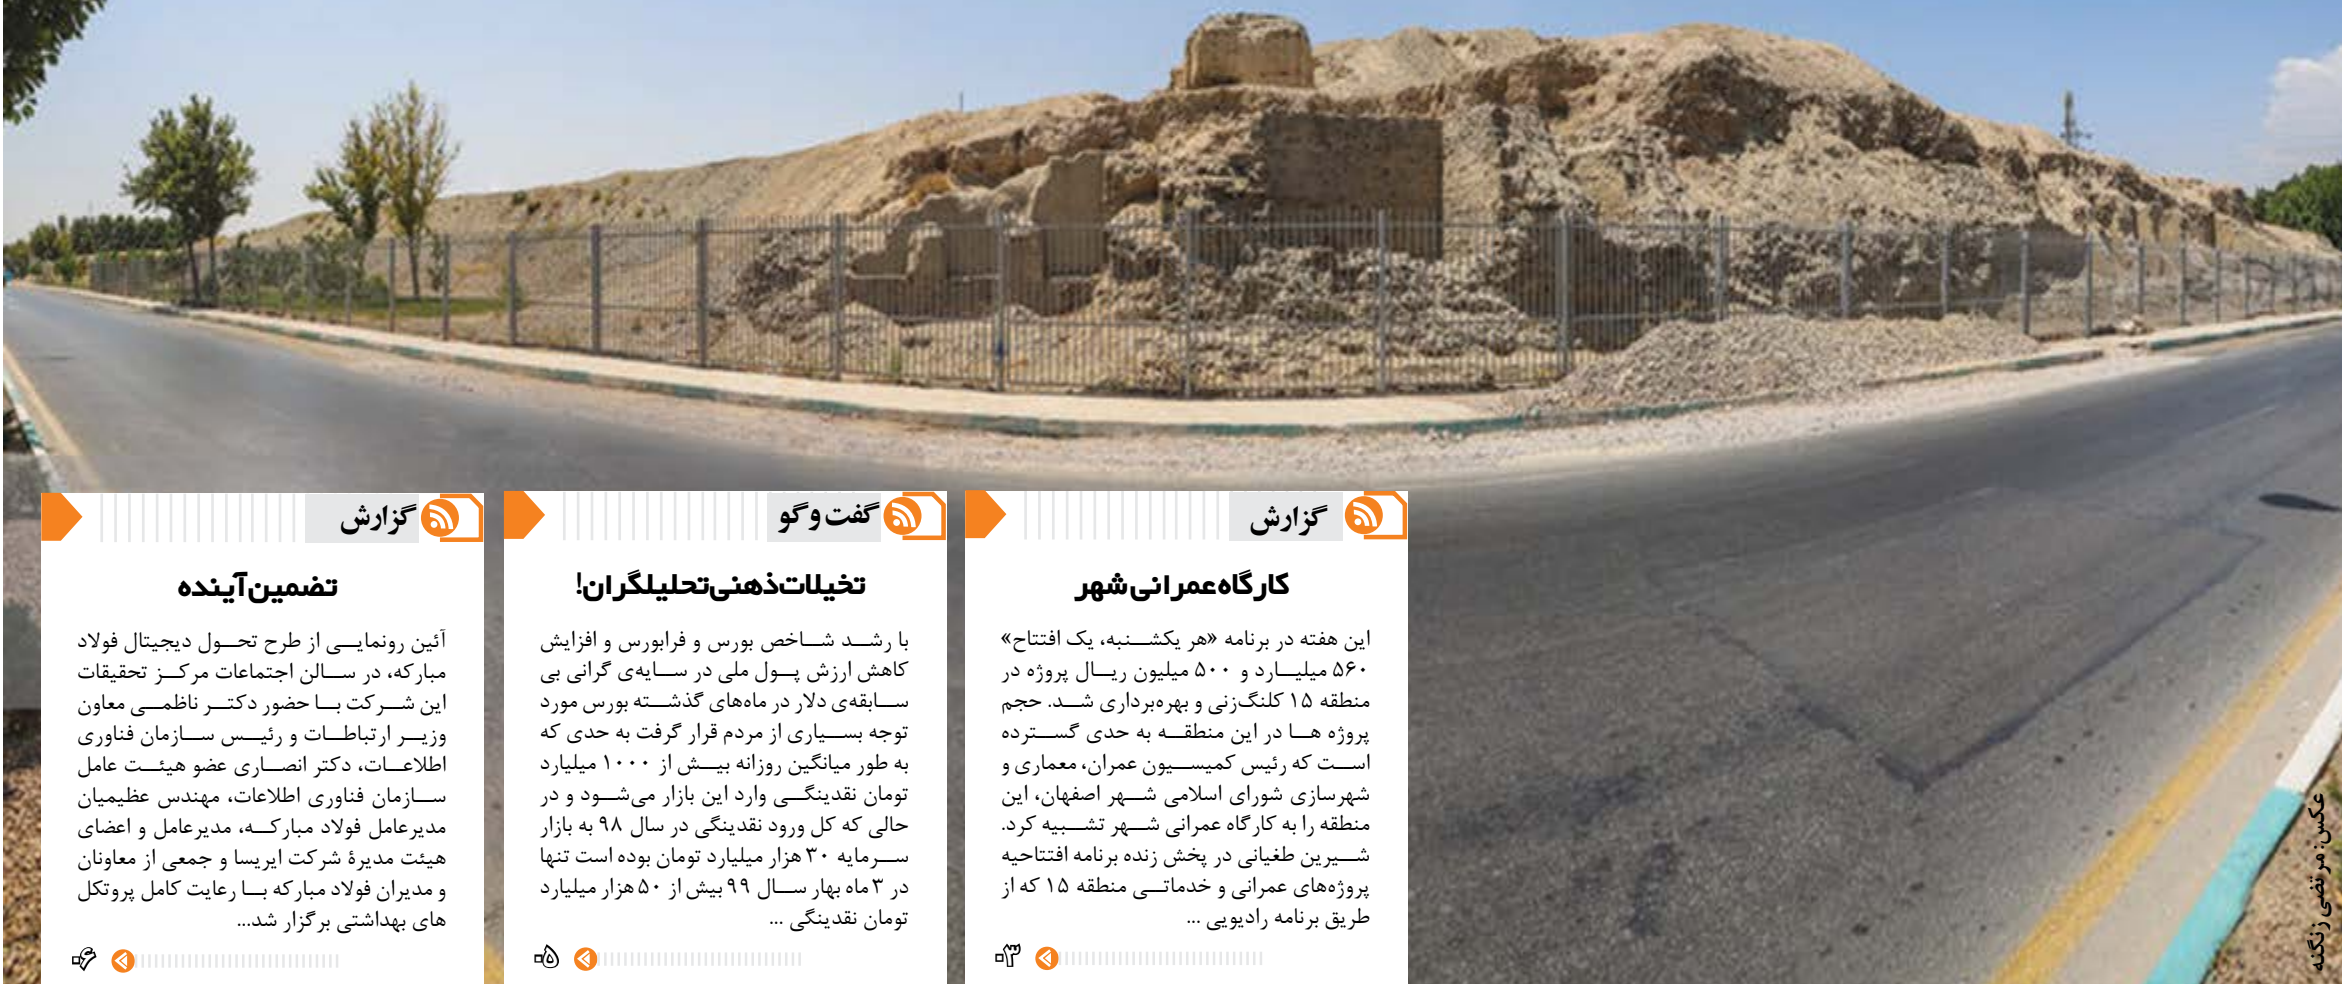 گزارش
کارگاه عمرانی شهر
این هفته در برنامه «هر یکشنبه، یک افتتاح»
۵۶۰ میلیارد و ۵۰۰ میلیون ریال پروژه در
منطقه ۱۵ کلنگ‌زنی و بهره‌برداری شد. حجم
پروژه ها در این منطقه به حدی گسترده
است که رئیس کمیسیون عمران، معماری و
شهرسازی شورای اسلامی شهر اصفهان، این
منطقه را به کارگاه عمرانی شهر تشبیه کرد.
شیرین طغیانی در پخش زنده برنامه افتتاحیه
پروژه‌های عمرانی و خدماتی منطقه ۱۵ که از
طریق برنامه رادیویی ...
۰۳
گفت و گو
تخیلات ذهنی تحلیلگران!
با رشد شاخص بورس و فرابورس و افزایش
کاهش ارزش پول ملی در سایه‌ی گرانی بی
سابقه‌ی دلار در ماه‌های گذشته بورس مورد
توجه بسیاری از مردم قرار گرفت به حدی که
به طور میانگین روزانه بیش از ۱۰۰۰ میلیارد
تومان نقدینگی وارد این بازار می‌شود و در
حالی که کل ورود نقدینگی در سال ۹۸ به بازار
سرمایه ۳۰ هزار میلیارد تومان بوده است تنها
در ۳ ماه بهار سال ۹۹ بیش از ۵۰ هزار میلیارد
تومان نقدینگی ...
۰۵
گزارش
تضمین آینده
آئین رونمایی از طرح تحول دیجیتال فولاد
مبارکه، در سالن اجتماعات مرکز تحقیقات
این شرکت با حضور دکتر ناظمی معاون
وزیر ارتباطات و رئیس سازمان فناوری
اطلاعات، دکتر انصاری عضو هیئت عامل
سازمان فناوری اطلاعات، مهندس عظیمیان
مدیرعامل فولاد مبارکه، مدیرعامل و اعضای
هیئت مدیرهٔ شرکت ایریسا و جمعی از معاونان
و مدیران فولاد مبارکه با رعایت کامل پروتکل
های بهداشتی برگزار شد...
۰۶
عکس: مرتضی زنگنه